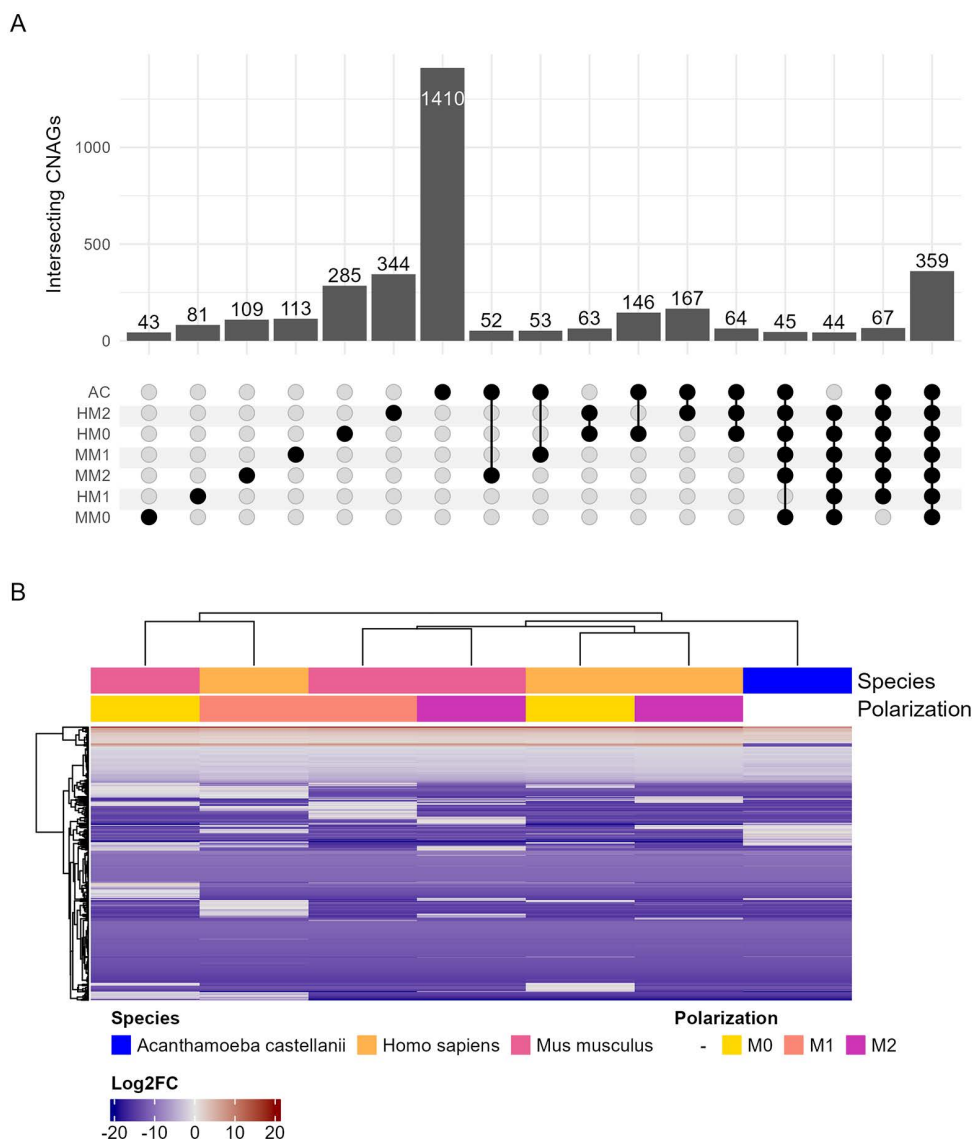 A
Intersecting CNAGs
1000
500
0
43 81 109 113 285 344 1410 52 53 63 146 167 64 45 44 67 359
AC
HM2
HM0
MM1
MM2
HM1
MM0
B
Species
Polarization
Species
Acanthamoeba castellanii Homo sapiens Mus musculus
Polarization
- M0 M1 M2
Log2FC
-20 -10 0 10 20